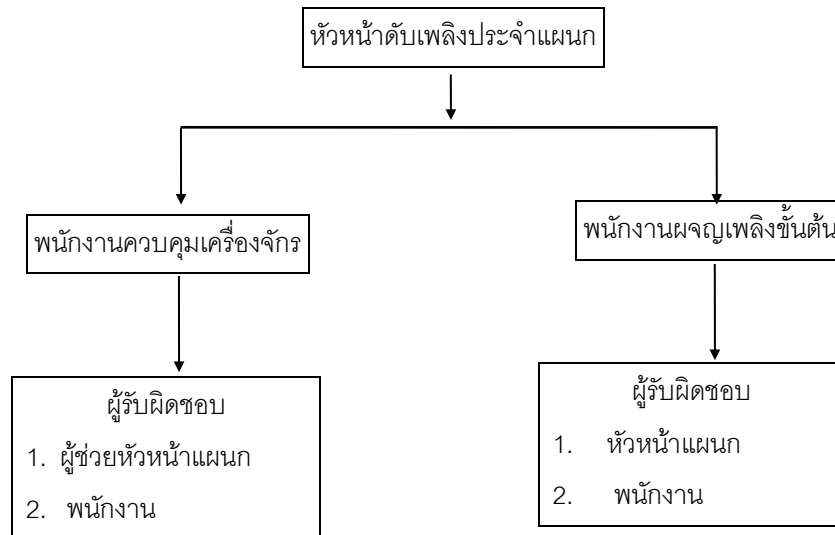 หัวหน้าดับเพลิงประจำแผนก
พนักงานควบคุมเครื่องจักร
พนักงานผจญเพลิงขั้นต้น
ผู้รับผิดชอบ
1. ผู้ช่วยหัวหน้าแผนก
2. พนักงาน
ผู้รับผิดชอบ
1. หัวหน้าแผนก
2. พนักงาน